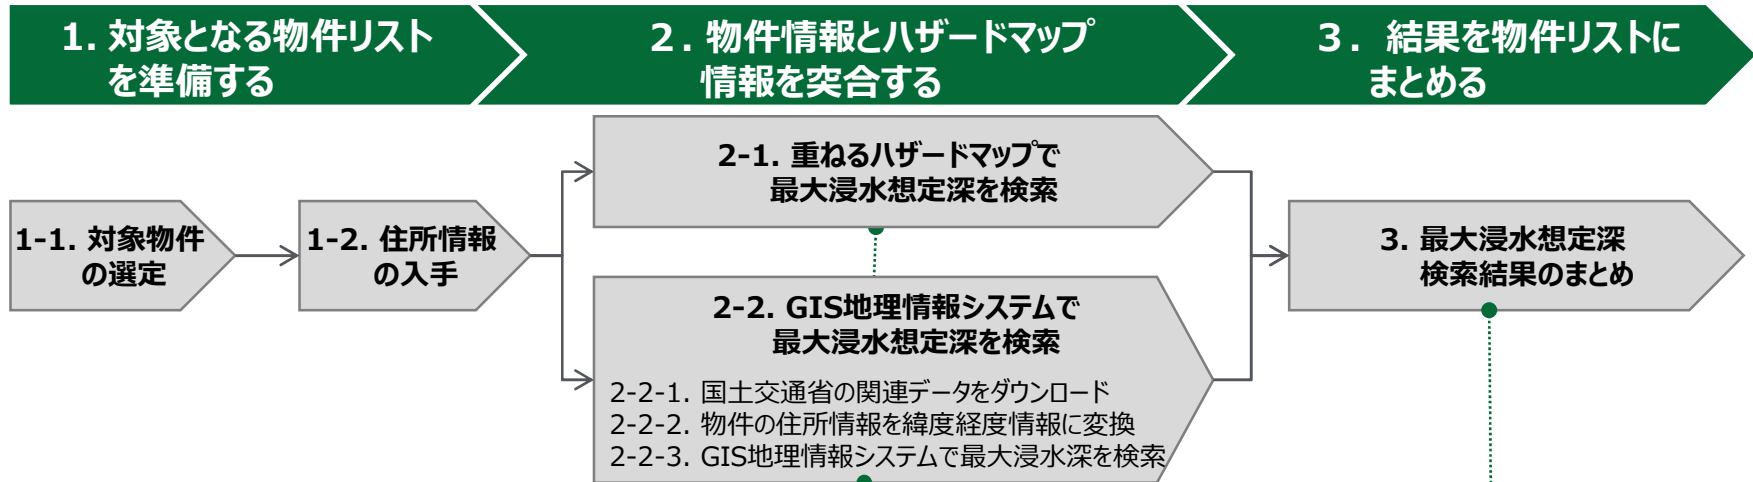 1. 対象となる物件リスト
を準備する
2. 物件情報とハザードマップ
情報を突合する
3. 結果を物件リストに
まとめる
1-1. 対象物件
の選定
1-2. 住所情報
の入手
2-1. 重ねるハザードマップで
最大浸水想定深を検索
2-2. GIS地理情報システムで
最大浸水想定深を検索
2-2-1. 国土交通省の関連データをダウンロード
2-2-2. 物件の住所情報を緯度経度情報に変換
2-2-3. GIS地理情報システムで最大浸水深を検索
3. 最大浸水想定深
検索結果のまとめ